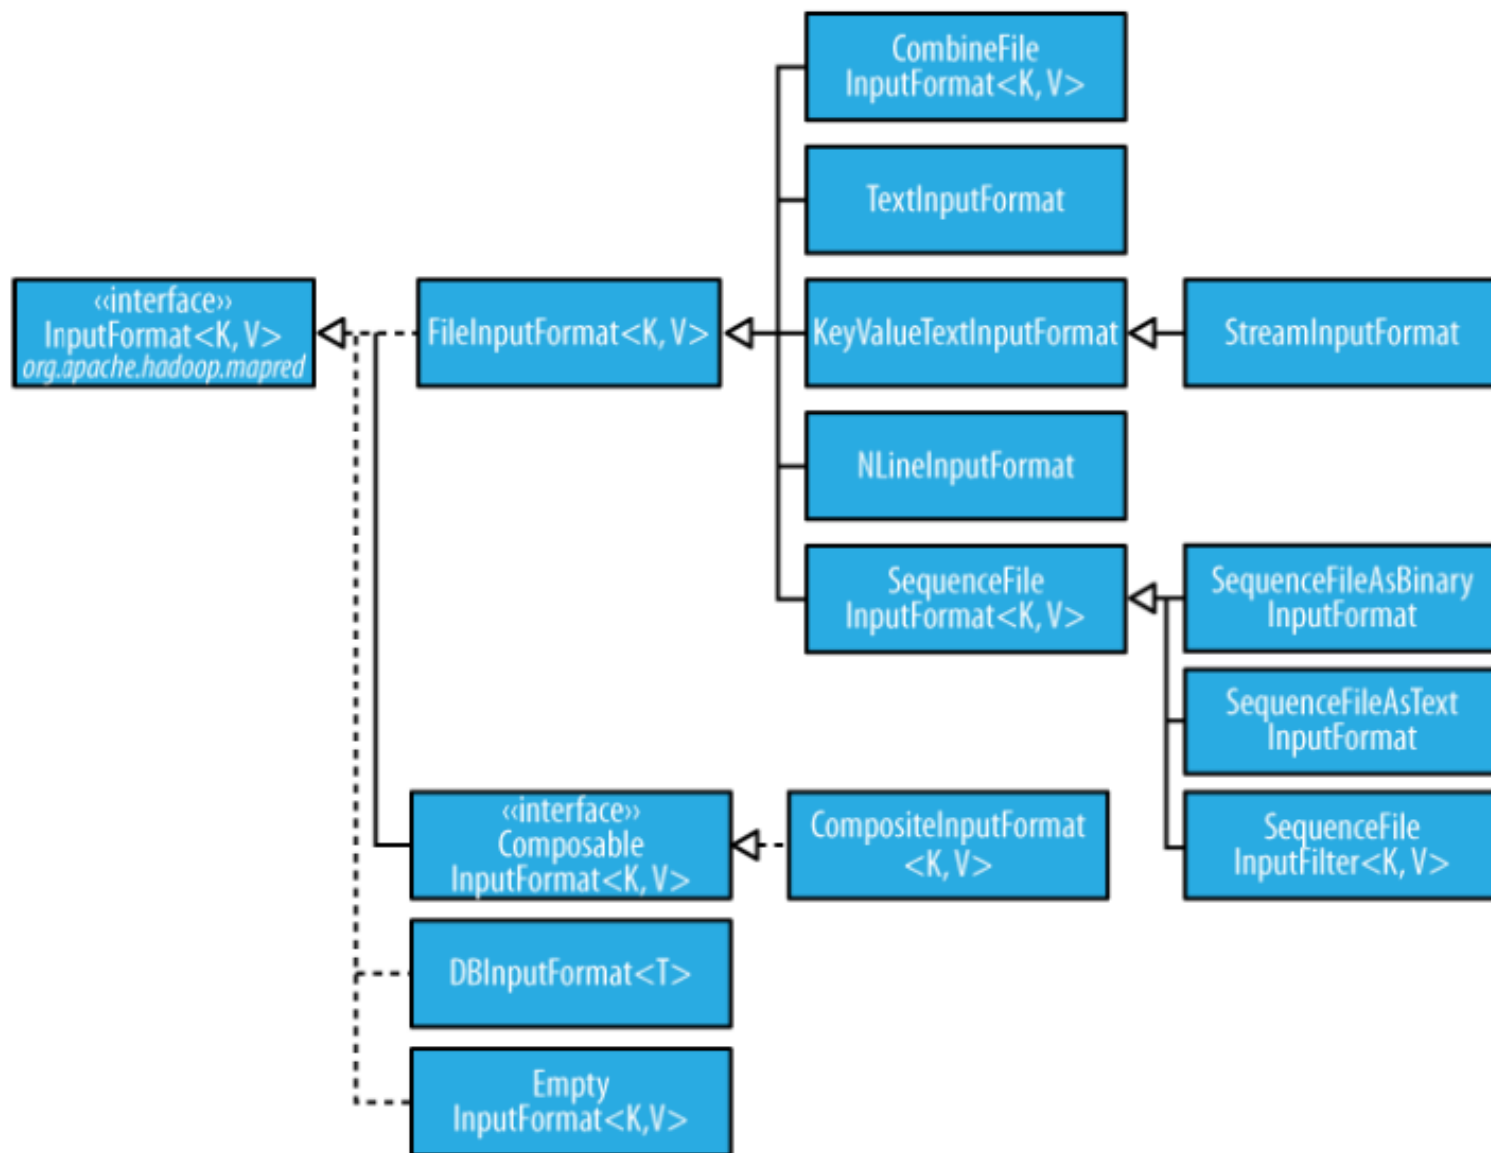 CombineFile
InputFormat<K, V>
TextInputFormat
«interface»
InputFormat<K, V>
org.apache.hadoop.mapred
FileInputFormat<K, V>
KeyValueTextInputFormat
StreamInputFormat
NLineInputFormat
SequenceFile
InputFormat<K, V>
SequenceFileAsBinary
InputFormat
SequenceFileAsText
InputFormat
«interface»
Composable
InputFormat<K, V>
CompositeInputFormat
<K, V>
SequenceFile
InputFilter<K, V>
DBInputFormat<T>
Empty
InputFormat<K,V>